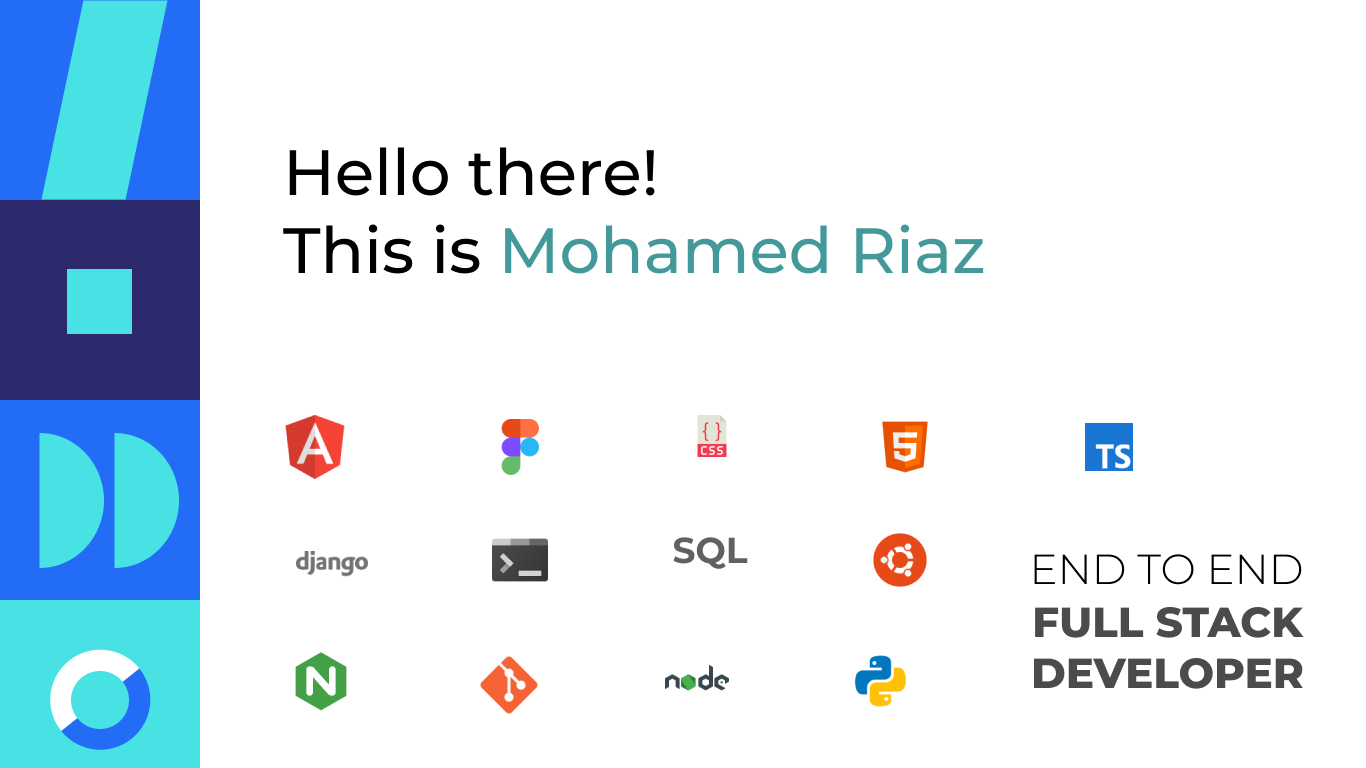 Hello there!
This is Mohamed Riaz
{ }
CSS
5
TS
django
>_
SQL
END TO END
FULL STACK
DEVELOPER
N
node